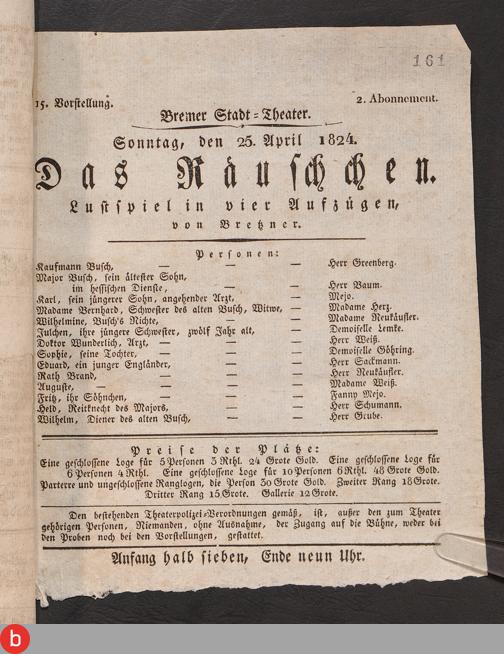 161
15. Vorstellung. 2. Abonnement.
Bremer Stadt-Theater.
Sonntag, den 25. April 1824.
Das Räuschchen.
Lustspiel in vier Aufzügen,
von Bretzner.
Personen:
Kaufmann Busch, — — — Herr Greenberg.
Major Busch, sein ältester Sohn,
im hessischen Dienste, — — Herr Baum.
Karl, sein jüngerer Sohn, angehender Arzt, — — Mejo.
Madame Bernhard, Schwester des alten Busch, Witwe, — Madame Herz.
Wilhelmine, Busch's Nichte, — — Madame Neukäufler.
Julchen, ihre jüngere Schwester, zwölf Jahr alt, — — Demoiselle Lemke.
Doktor Wunderlich, Arzt, — — — Herr Weiß.
Sophie, seine Tochter, — — — Demoiselle Göhring.
Eduard, ein junger Engländer, — — Herr Sackmann.
Rath Brand, — — — Herr Neukäufler.
Auguste, — — — — Madame Weiß.
Fritz, ihr Söhnchen, — — — Fanny Mejo.
Held, Reitknecht des Majors, — — Herr Schumann.
Wilhelm, Diener des alten Busch, — — Herr Grube.
Preise der Plätze:
Eine geschlossene Loge für 5 Personen 3 Rthl. 24 Grote Gold. Eine geschlossene Loge für
6 Personen 4 Rthl. Eine geschlossene Loge für 10 Personen 6 Rthl. 48 Grote Gold.
Parterre und ungeschlossene Ranglogen, die Person 30 Grote Gold. Zweiter Rang 18 Grote.
Dritter Rang 15 Grote. Gallerie 12 Grote.
Den bestehenden Theaterpolizei-Verordnungen gemäß, ist, außer den zum Theater
gehörigen Personen, Niemanden, ohne Ausnahme, der Zugang auf die Bühne, weder bei
den Proben noch bei den Vorstellungen, gestattet.
Anfang halb sieben, Ende neun Uhr.
b